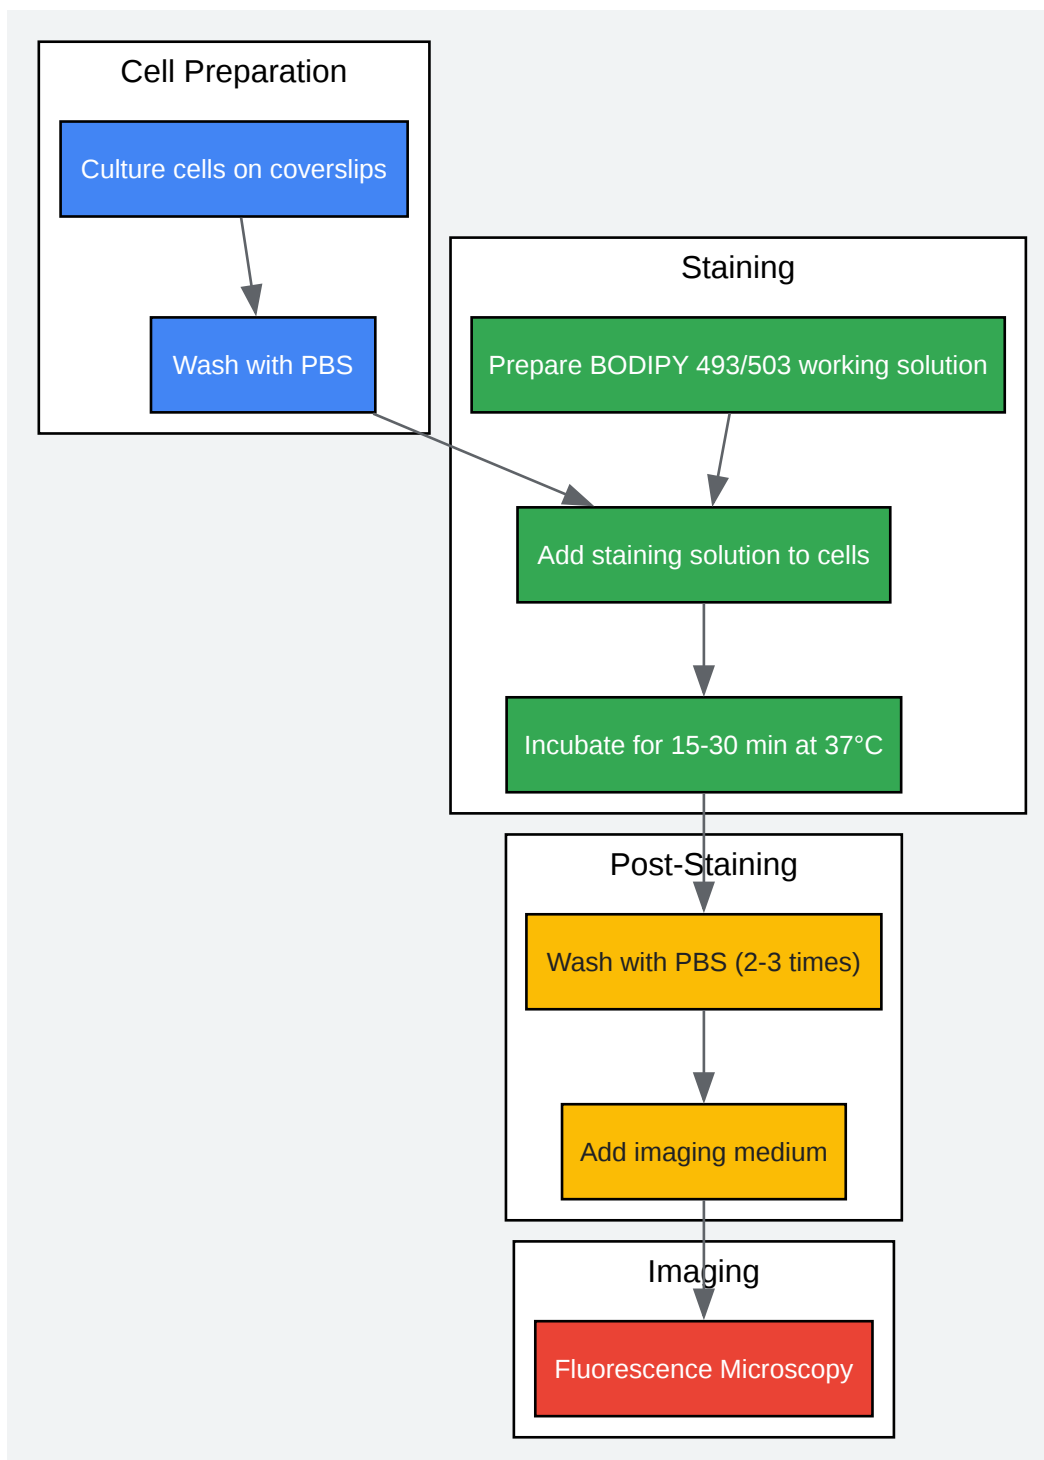 Cell Preparation
Culture cells on coverslips
Wash with PBS
Staining
Prepare BODIPY 493/503 working solution
Add staining solution to cells
Incubate for 15-30 min at 37°C
Post-Staining
Wash with PBS (2-3 times)
Add imaging medium
Imaging
Fluorescence Microscopy